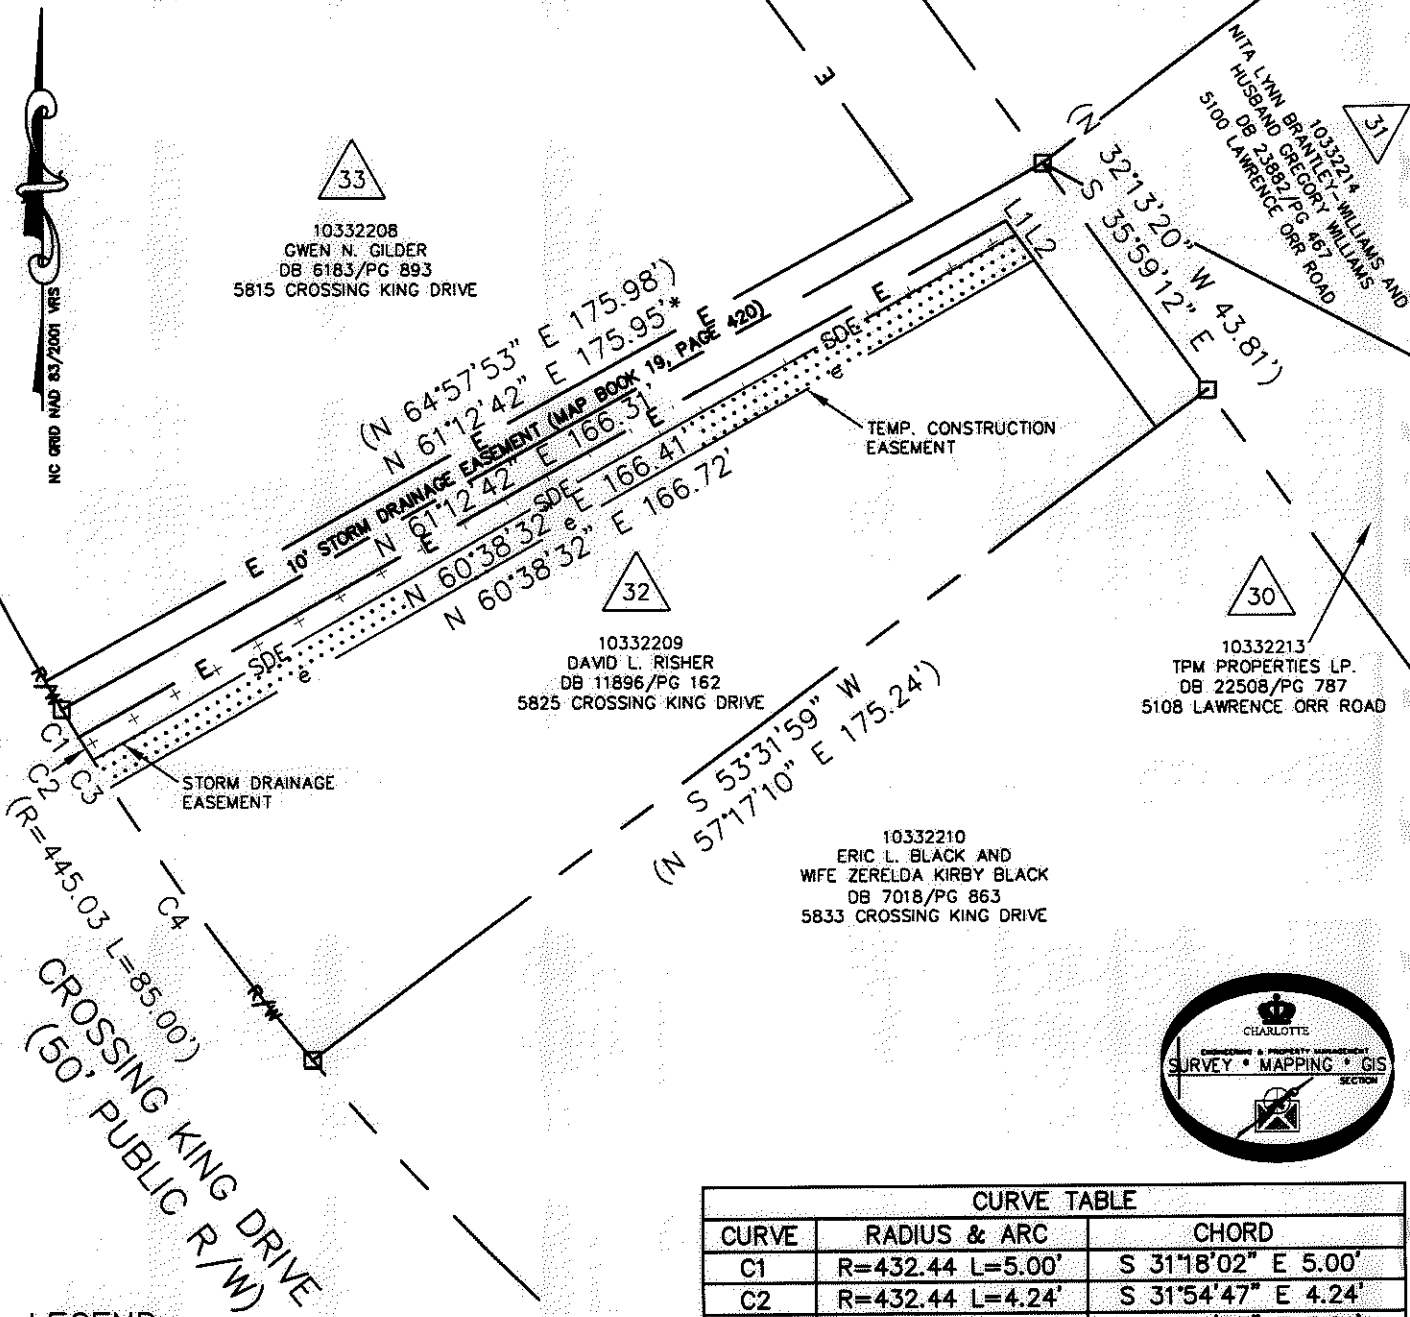 NC GRID NAD 83/2001 VRS
33
10332208
GWEN N. GILDER
DB 6183/PG 893
5815 CROSSING KING DRIVE
E
31
10332214
NITA LYNN BRANTLEY-WILLIAMS AND
HUSBAND GREGORY WILLIAMS
DB 23882/PG 467
5100 LAWRENCE ORR ROAD
(N 32°13'20" W 43.81')
S 35°59'12" E
L1
L2
(N 64°57'53" E 175.98')
N 61°12'42" E 175.95'*
E E E
10' STORM DRAINAGE EASEMENT (MAP BOOK 19, PAGE 420)
N 61°12'42" E 166.31'
E E E E
N 60°38'32" E 166.41'
SDE SDE SDE
N 60°38'32" E 166.72'
e e e
TEMP. CONSTRUCTION
EASEMENT
32
10332209
DAVID L. RISHER
DB 11896/PG 162
5825 CROSSING KING DRIVE
30
10332213
TPM PROPERTIES LP.
DB 22508/PG 787
5108 LAWRENCE ORR ROAD
R/W
C1
C2
C3
STORM DRAINAGE
EASEMENT
S 53°31'59" W
(N 57°17'10" E 175.24')
10332210
ERIC L. BLACK AND
WIFE ZERELDA KIRBY BLACK
DB 7018/PG 863
5833 CROSSING KING DRIVE
(R=445.03 L=85.00')
C4
R/W
CROSSING KING DRIVE
(50' PUBLIC R/W)
CHARLOTTE
ENGINEERING & PROPERTY MANAGEMENT
SURVEY * MAPPING * GIS
SECTION
CURVE TABLE
CURVE RADIUS & ARC CHORD
C1 R=432.44 L=5.00' S 31°18'02" E 5.00'
C2 R=432.44 L=4.24' S 31°54'47" E 4.24'
LEGEND